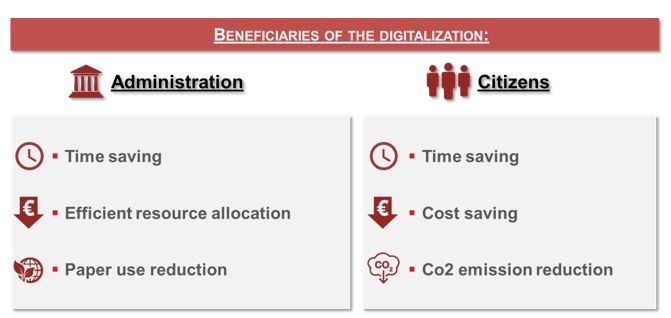 BENEFICIARIES OF THE DIGITALIZATION:
Administration
Citizens
▪ Time saving
▪ Efficient resource allocation
▪ Paper use reduction
▪ Time saving
▪ Cost saving
▪ Co2 emission reduction
€
€
CO2